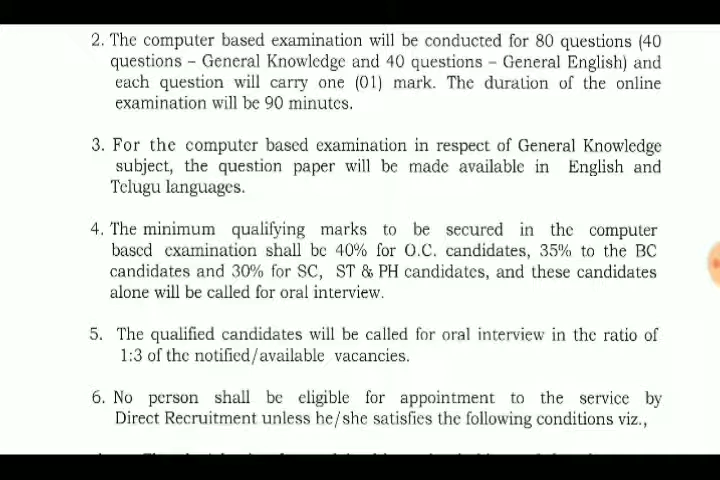 2. The computer based examination will be conducted for 80 questions (40
questions – General Knowledge and 40 questions – General English) and
each question will carry one (01) mark. The duration of the online
examination will be 90 minutes.
3. For the computer based examination in respect of General Knowledge
subject, the question paper will be made available in English and
Telugu languages.
4. The minimum qualifying marks to be secured in the computer
based examination shall be 40% for O.C. candidates, 35% to the BC
candidates and 30% for SC, ST & PH candidates, and these candidates
alone will be called for oral interview.
5. The qualified candidates will be called for oral interview in the ratio of
1:3 of the notified/available vacancies.
6. No person shall be eligible for appointment to the service by
Direct Recruitment unless he/she satisfies the following conditions viz.,